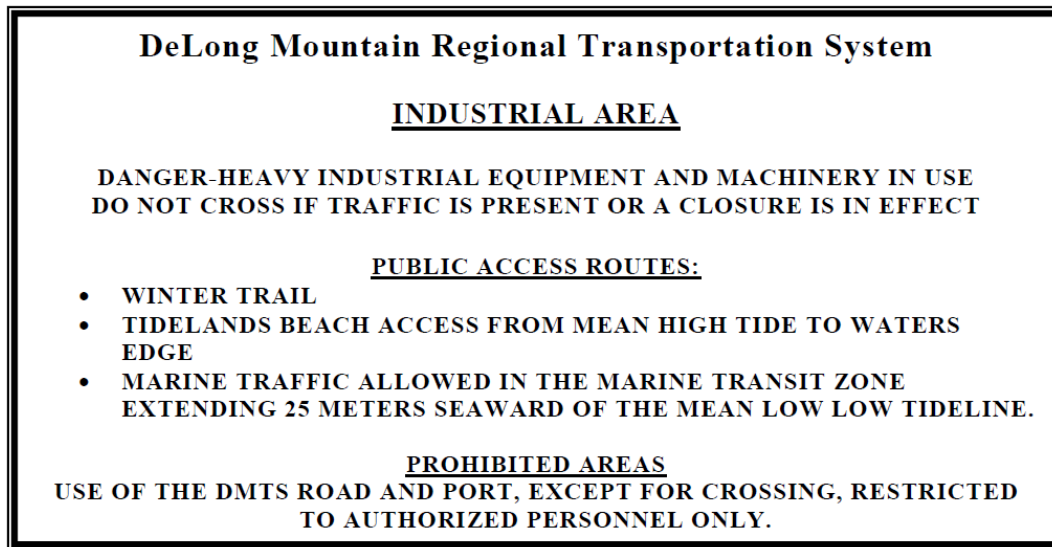 DeLong Mountain Regional Transportation System
INDUSTRIAL AREA
DANGER-HEAVY INDUSTRIAL EQUIPMENT AND MACHINERY IN USE
DO NOT CROSS IF TRAFFIC IS PRESENT OR A CLOSURE IS IN EFFECT
PUBLIC ACCESS ROUTES:
• WINTER TRAIL
• TIDELANDS BEACH ACCESS FROM MEAN HIGH TIDE TO WATERS
EDGE
• MARINE TRAFFIC ALLOWED IN THE MARINE TRANSIT ZONE
EXTENDING 25 METERS SEAWARD OF THE MEAN LOW LOW TIDELINE.
PROHIBITED AREAS
USE OF THE DMTS ROAD AND PORT, EXCEPT FOR CROSSING, RESTRICTED
TO AUTHORIZED PERSONNEL ONLY.